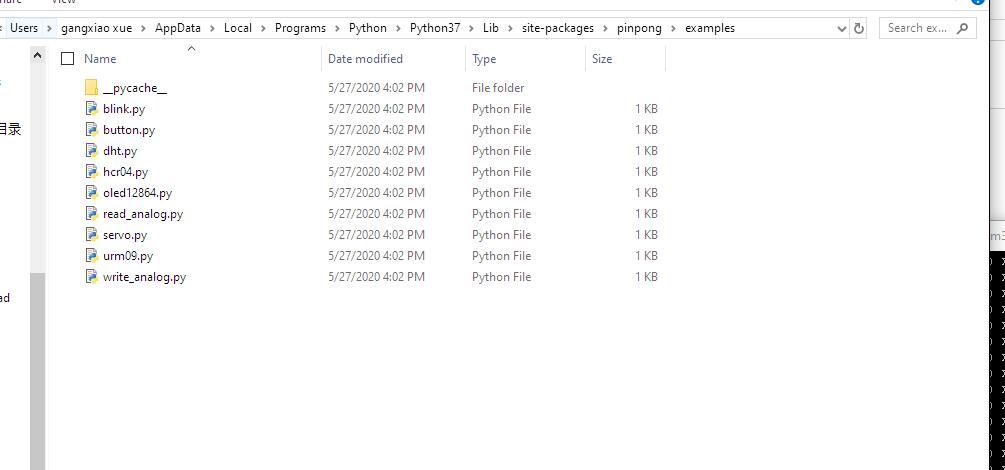 View
Users gangxiao xue AppData Local Programs Python Python37 Lib site-packages pinpong examples Search ex...
Name Date modified Type Size
__pycache__ 5/27/2020 4:02 PM File folder
blink.py 5/27/2020 4:02 PM Python File 1 KB
button.py 5/27/2020 4:02 PM Python File 1 KB
目录
dht.py 5/27/2020 4:02 PM Python File 1 KB
hcr04.py 5/27/2020 4:02 PM Python File 1 KB
oled12864.py 5/27/2020 4:02 PM Python File 1 KB
read_analog.py 5/27/2020 4:02 PM Python File 1 KB
servo.py 5/27/2020 4:02 PM Python File 1 KB
urm09.py 5/27/2020 4:02 PM Python File 1 KB
write_analog.py 5/27/2020 4:02 PM Python File 1 KB
ad